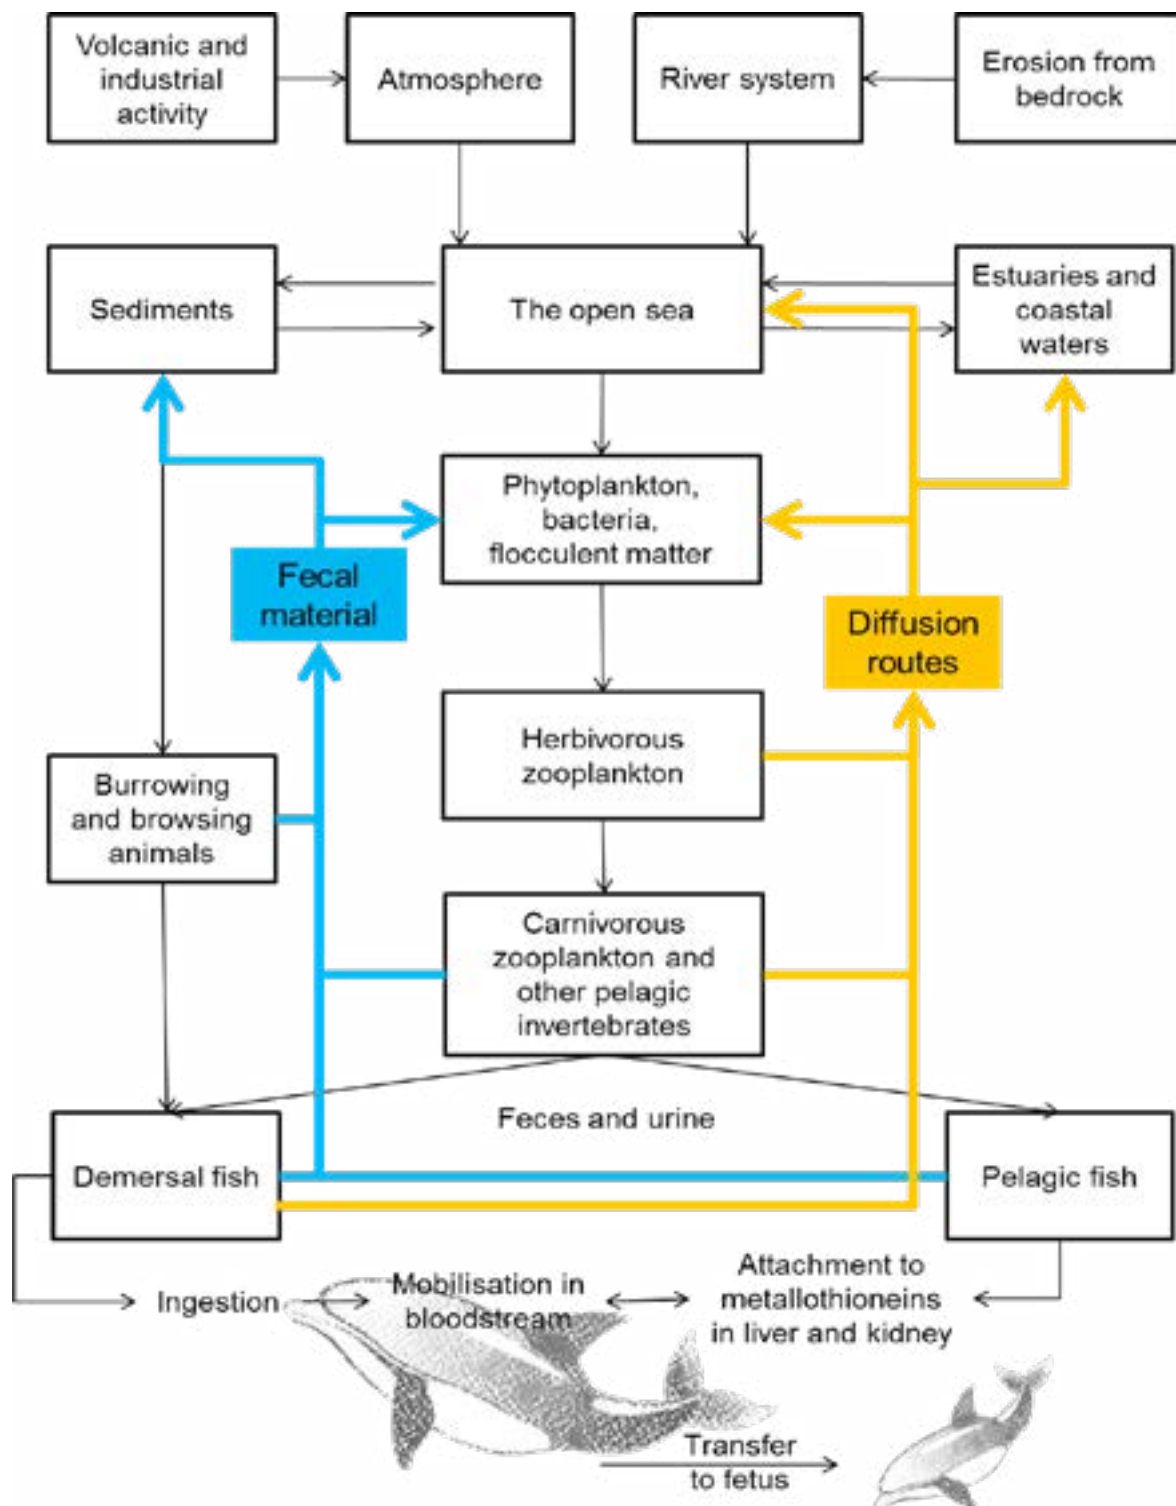 Volcanic and
industrial
activity
Atmosphere
River system
Erosion from
bedrock
Sediments
The open sea
Estuaries and
coastal
waters
Phytoplankton,
bacteria,
flocculent matter
Fecal
material
Diffusion
routes
Herbivorous
zooplankton
Burrowing
and browsing
animals
Carnivorous
zooplankton and
other pelagic
invertebrates
Feces and urine
Demersal fish
Pelagic fish
Ingestion
Mobilisation in
bloodstream
Attachment to
metallothioneins
in liver and kidney
Transfer
to fetus